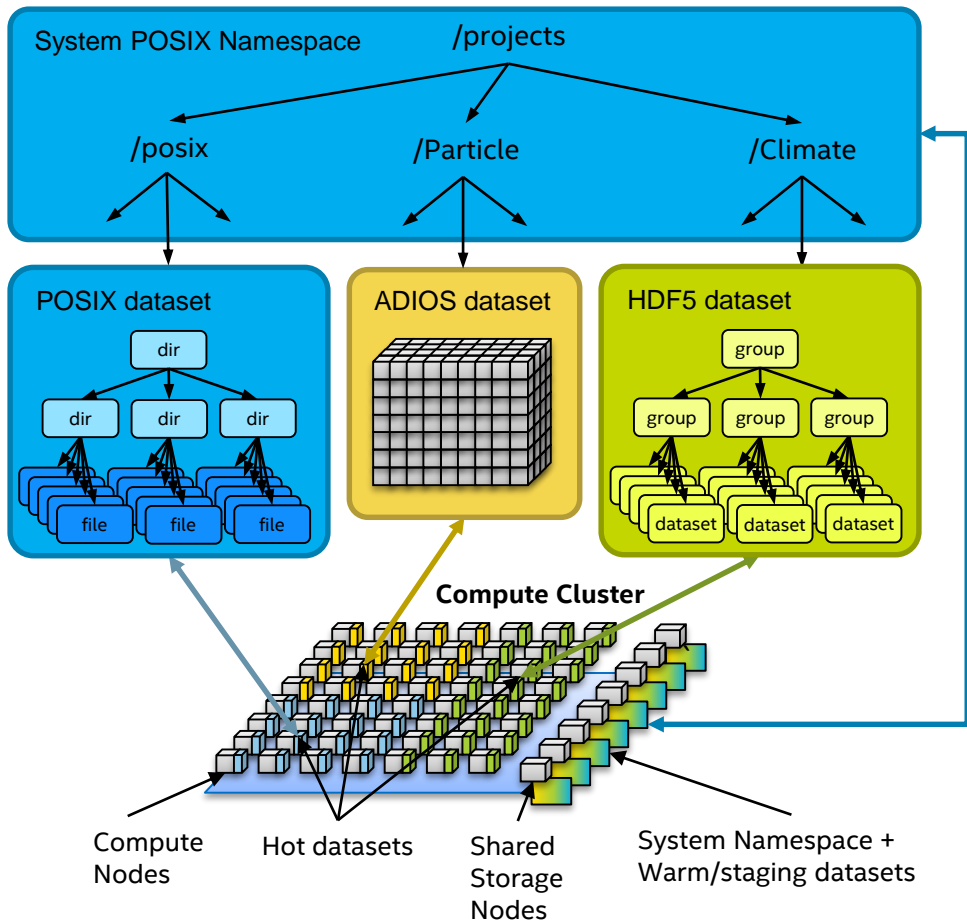 System POSIX Namespace
/projects
/posix
/Particle
/Climate
POSIX dataset
dir
dir
dir
dir
file
file
file
ADIOS dataset
HDF5 dataset
group
group
group
group
dataset
dataset
dataset
Compute Cluster
Compute
Nodes
Hot datasets
Shared
Storage
Nodes
System Namespace +
Warm/staging datasets